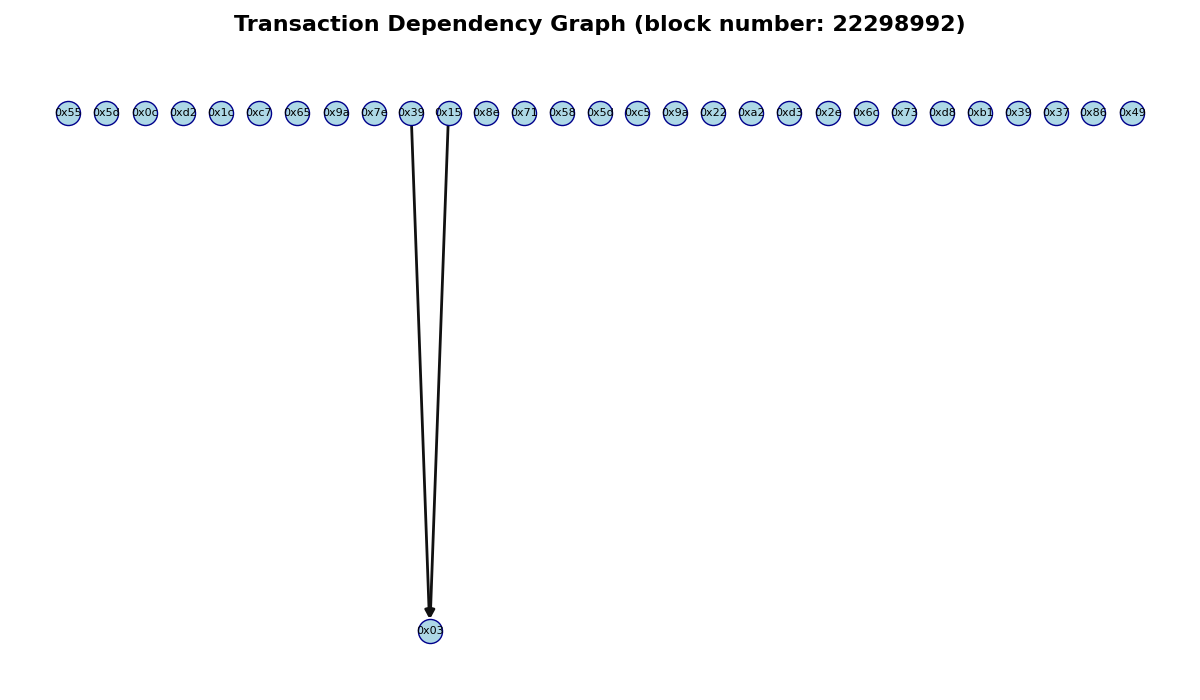 Transaction Dependency Graph (block number: 22298992)
0x55 0x5d 0x0c 0xd2 0x1c 0xc7 0x65 0x9a 0x7e 0x39 0x15 0x8e 0x71 0x58 0x5d 0xc5 0x9a 0x22 0xa2 0xd3 0x2e 0x6c 0x73 0xd8 0xb1 0x39 0x37 0x86 0x49
0x03